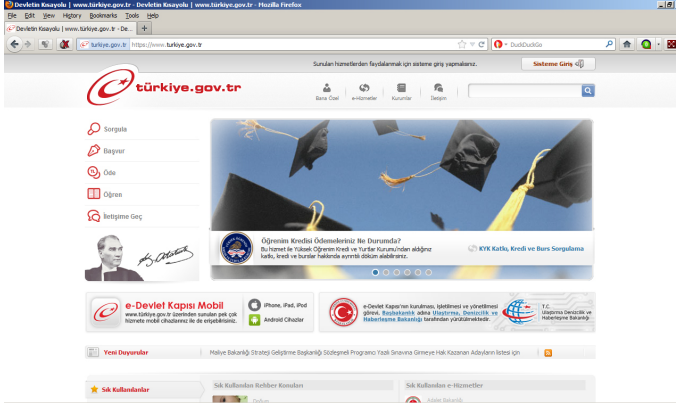 Devletin Kısayolu | www.türkiye.gov.tr - Devletin Kısayolu | www.türkiye.gov.tr - Mozilla Firefox
File Edit View History Bookmarks Tools Help
Devletin Kısayolu | www.türkiye.gov.tr - De...
turkiye.gov.tr https://www.turkiye.gov.tr
DuckDuckGo
Sunulan hizmetlerden faydalanmak için sisteme giriş yapmalısınız.
Sisteme Giriş
türkiye.gov.tr
Bana Özel e-Hizmetler Kurumlar İletişim
Sorgula
Başvur
Öde
Öğren
İletişime Geç
K. Atatürk
Öğrenim Kredisi Ödemeleriniz Ne Durumda?
Bu hizmet ile Yüksek Öğrenim Kredi ve Yurtlar Kurumu'ndan aldığınız
katkı, kredi ve burslar hakkında ayrıntılı döküm alabilirsiniz.
KYK Katkı, Kredi ve Burs Sorgulama
e-Devlet Kapısı Mobil
www.türkiye.gov.tr üzerinden sunulan pek çok
hizmete mobil cihazlarınız ile de erişebilirsiniz.
iPhone, iPad, iPod
Android Cihazlar
e-Devlet Kapısı'nın kurulması, işletilmesi ve yönetilmesi
görevi, Başbakanlık adına Ulaştırma, Denizcilik ve
Haberleşme Bakanlığı tarafından yürütülmektedir.
T.C.
Ulaştırma Denizcilik ve
Haberleşme Bakanlığı
Yeni Duyurular
Maliye Bakanlığı Strateji Geliştirme Başkanlığı Sözleşmeli Programcı Yazılı Sınavına Girmeye Hak Kazanan Adayların listesi için
Sık Kullanılanlar
Sık Kullanılan Rehber Konuları
Sık Kullanılan e-Hizmetler
Doğum
Adalet Bakanlığı